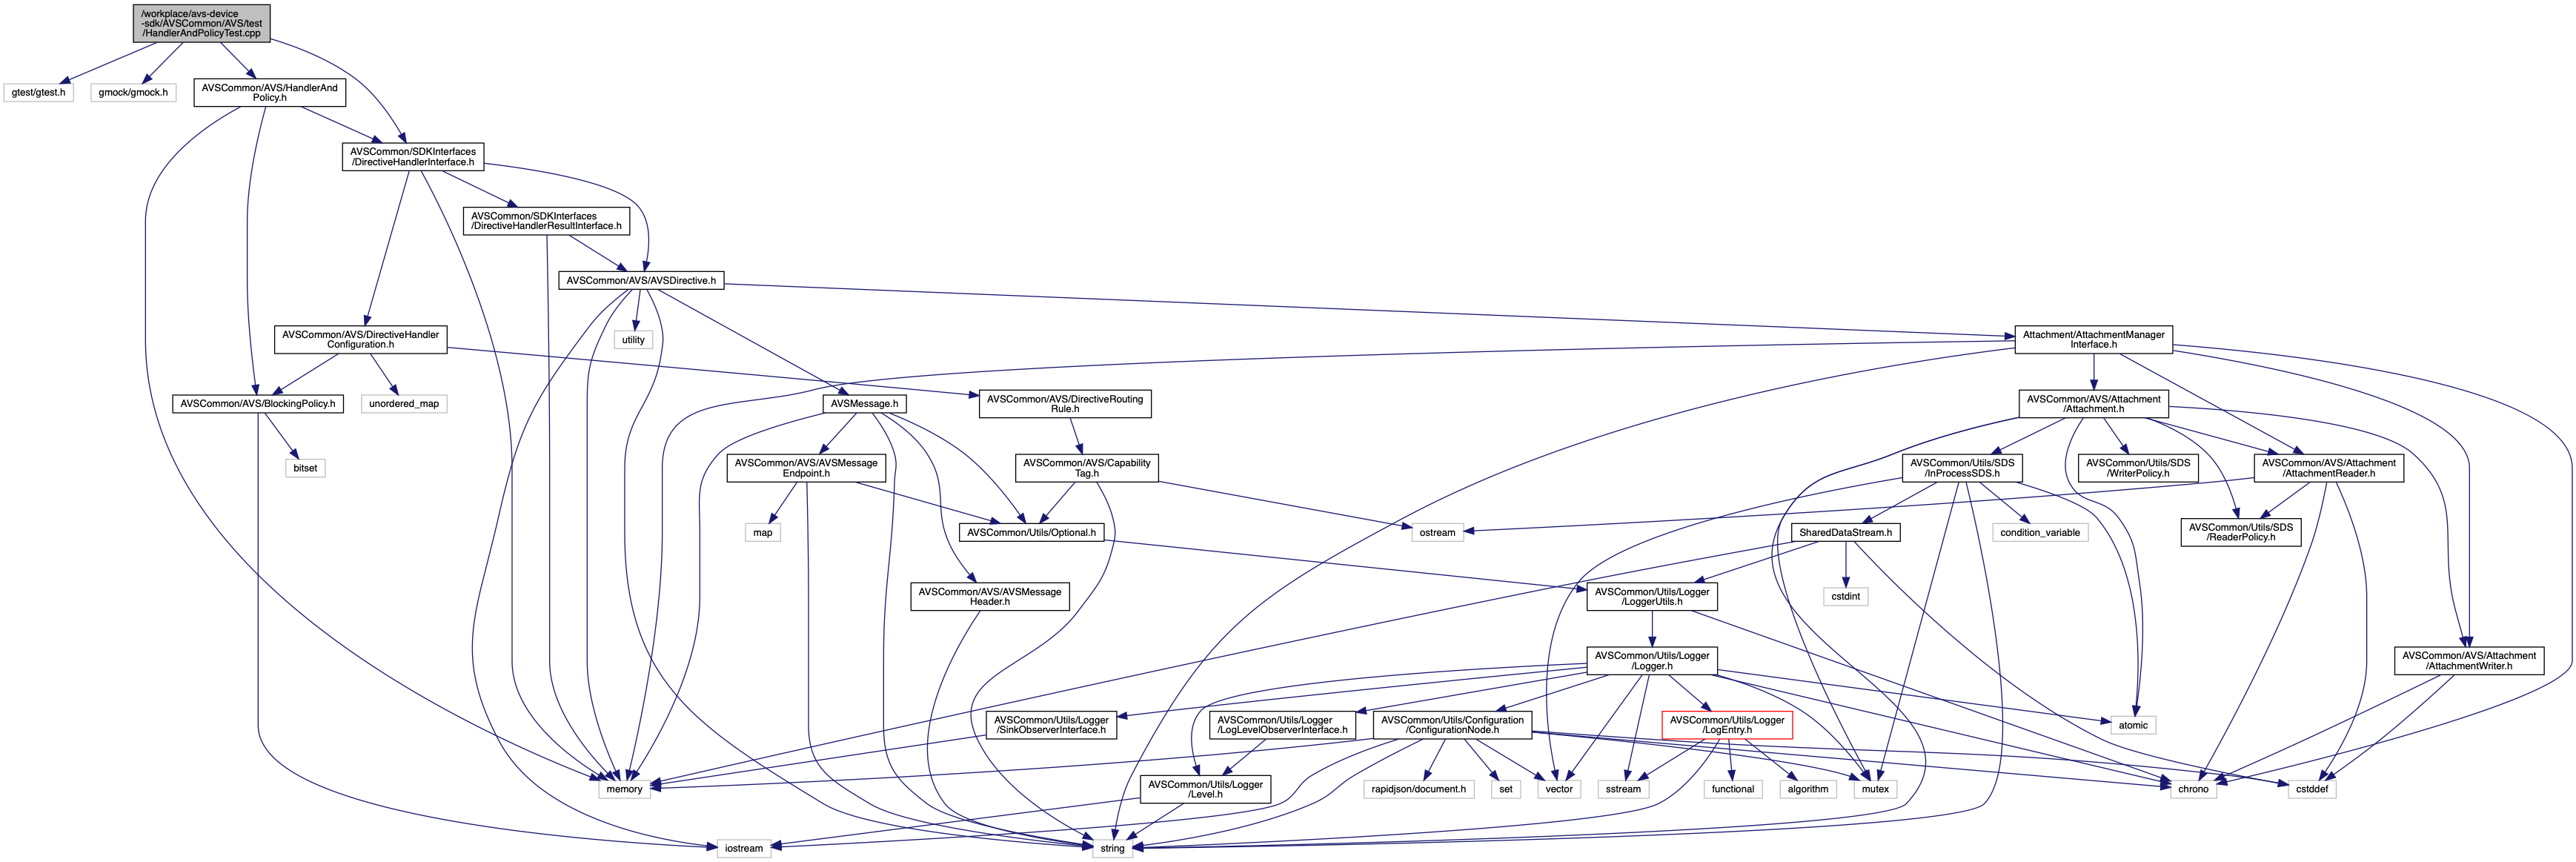 /workplace/avs-device
-sdk/AVSCommon/AVS/test
/HandlerAndPolicyTest.cpp
gtest/gtest.h
gmock/gmock.h
AVSCommon/AVS/HandlerAnd
Policy.h
AVSCommon/SDKInterfaces
/DirectiveHandlerInterface.h
AVSCommon/SDKInterfaces
/DirectiveHandlerResultInterface.h
AVSCommon/AVS/AVSDirective.h
AVSCommon/AVS/DirectiveHandler
Configuration.h
utility
Attachment/AttachmentManager
Interface.h
AVSCommon/AVS/BlockingPolicy.h
unordered_map
AVSMessage.h
AVSCommon/AVS/DirectiveRouting
Rule.h
AVSCommon/AVS/Attachment
/Attachment.h
bitset
AVSCommon/AVS/AVSMessage
Endpoint.h
AVSCommon/AVS/Capability
Tag.h
AVSCommon/Utils/SDS
/InProcessSDS.h
AVSCommon/Utils/SDS
/WriterPolicy.h
AVSCommon/AVS/Attachment
/AttachmentReader.h
map
AVSCommon/Utils/Optional.h
ostream
SharedDataStream.h
condition_variable
AVSCommon/Utils/SDS
/ReaderPolicy.h
AVSCommon/AVS/AVSMessage
Header.h
AVSCommon/Utils/Logger
/LoggerUtils.h
cstdint
AVSCommon/Utils/Logger
/Logger.h
AVSCommon/AVS/Attachment
/AttachmentWriter.h
AVSCommon/Utils/Logger
/SinkObserverInterface.h
AVSCommon/Utils/Logger
/LogLevelObserverInterface.h
AVSCommon/Utils/Configuration
/ConfigurationNode.h
AVSCommon/Utils/Logger
/LogEntry.h
atomic
memory
AVSCommon/Utils/Logger
/Level.h
rapidjson/document.h
set
vector
sstream
functional
algorithm
mutex
chrono
cstddef
iostream
string